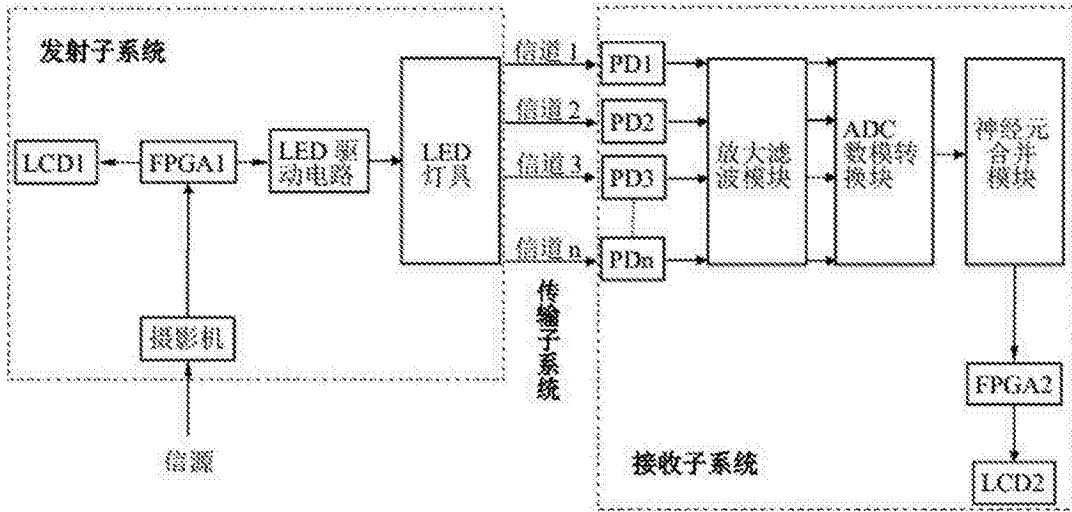 发射子系统
LCD1
FPGA1
LED 驱
动电路
LED
灯具
摄影机
信源
信道 1
信道 2
信道 3
信道 n
传输子系统
PD1
PD2
PD3
PDn
放大滤
波模块
ADC
数模转
换块
神经元
合并
模块
FPGA2
LCD2
接收子系统